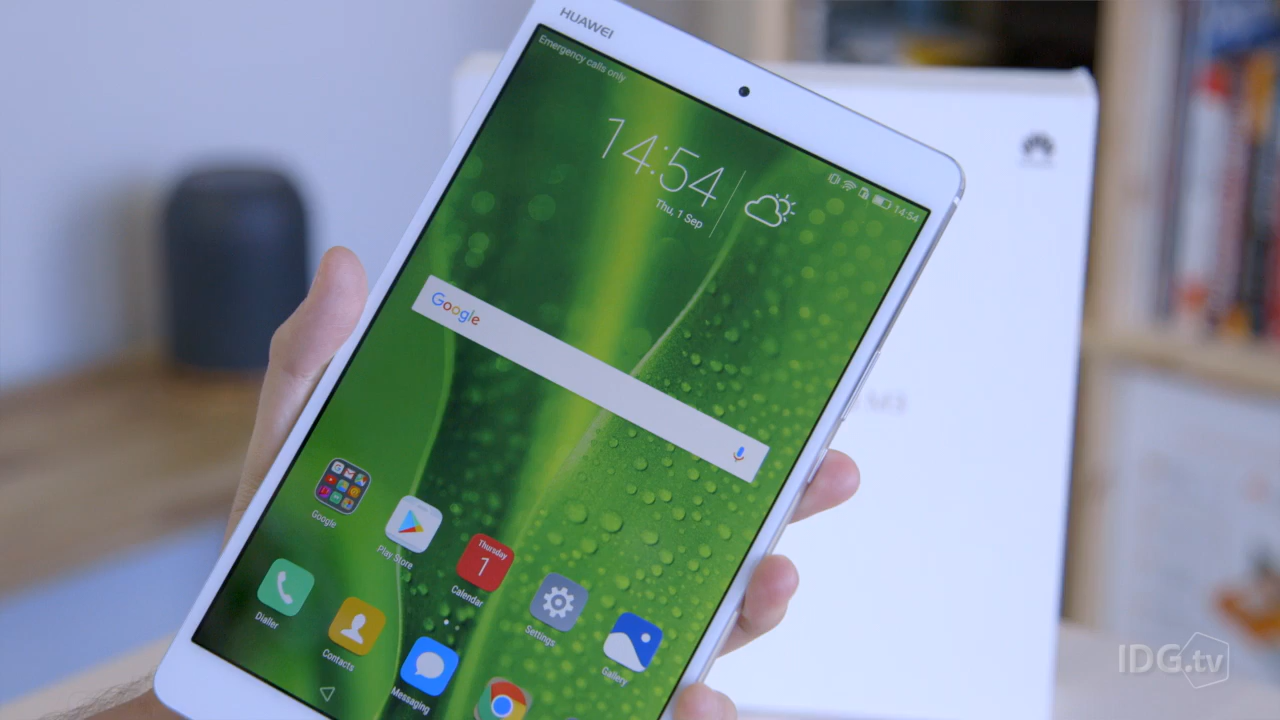 HUAWEI
Emergency calls only
14:54
14:54
Thu, 1 Sep
Google
Google
Play Store
Thursday
1
Calendar
Settings
Gallery
Dialler
Contacts
Messaging
M3
IDG.tv